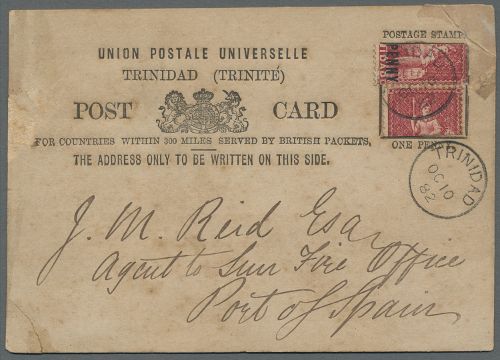 POSTAGE STAMP
UNION POSTALE UNIVERSELLE
TRINIDAD (TRINITÉ)
POST CARD
PENNY
FOR COUNTRIES WITHIN 300 MILES SERVED BY BRITISH PACKETS,
ONE PEN
THE ADDRESS ONLY TO BE WRITTEN ON THIS SIDE.
TRINIDAD
OC 10
82
J. M. Reid Esq
Agent to Sun Fire Office
Port of Spain